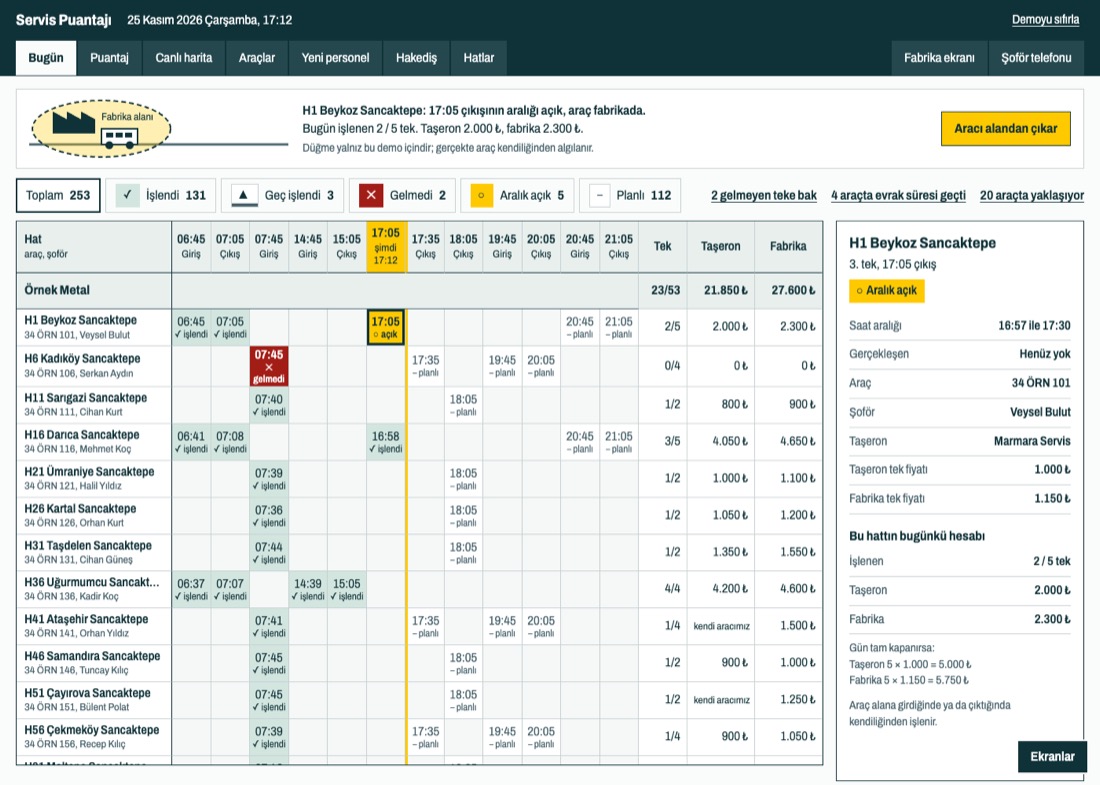 Servis Puantajı 25 Kasım 2026 Çarşamba, 17:12 Demoyu sıfırla
Bugün Puantaj Canlı harita Araçlar Yeni personel Hakediş Hatlar Fabrika ekranı Şoför telefonu
Fabrika alanı
H1 Beykoz Sancaktepe: 17:05 çıkışının aralığı açık, araç fabrikada.
Bugün işlenen 2 / 5 tek. Taşeron 2.000 ₺, fabrika 2.300 ₺.
Düğme yalnız bu demo içindir; gerçekte araç kendiliğinden algılanır.
Aracı alandan çıkar
Toplam 253 ✓ İşlendi 131 ▲ Geç işlendi 3 ✕ Gelmedi 2 ○ Aralık açık 5 – Planlı 112 2 gelmeyen teke bak 4 araçta evrak süresi geçti 20 araçta yaklaşıyor
Hat 06:45 07:05 07:45 14:45 15:05 17:05 17:35 18:05 19:45 20:05 20:45 21:05 Tek Taşeron Fabrika
araç, şoför Giriş Çıkış Giriş Giriş Çıkış şimdi 17:12 Çıkış Çıkış Giriş Çıkış Giriş Çıkış
Örnek Metal 23/53 21.850 ₺ 27.600 ₺
H1 Beykoz Sancaktepe 06:45 07:05 17:05 20:45 21:05 2/5 2.000 ₺ 2.300 ₺
34 ÖRN 101, Veysel Bulut ✓ işlendi ✓ işlendi ○ açık – planlı – planlı
H6 Kadıköy Sancaktepe 07:45 17:35 19:45 20:05 0/4 0 ₺ 0 ₺
34 ÖRN 106, Serkan Aydın ✕ gelmedi – planlı – planlı – planlı
H11 Sarıgazi Sancaktepe 07:40 18:05 1/2 800 ₺ 900 ₺
34 ÖRN 111, Cihan Kurt ✓ işlendi – planlı
H16 Darıca Sancaktepe 06:41 07:08 16:58 20:45 21:05 3/5 4.050 ₺ 4.650 ₺
34 ÖRN 116, Mehmet Koç ✓ işlendi ✓ işlendi ✓ işlendi – planlı – planlı
H21 Ümraniye Sancaktepe 07:39 18:05 1/2 1.000 ₺ 1.100 ₺
34 ÖRN 121, Halil Yıldız ✓ işlendi – planlı
H26 Kartal Sancaktepe 07:36 18:05 1/2 1.050 ₺ 1.200 ₺
34 ÖRN 126, Orhan Kurt ✓ işlendi – planlı
H31 Taşdelen Sancaktepe 07:44 18:05 1/2 1.350 ₺ 1.550 ₺
34 ÖRN 131, Cihan Güneş ✓ işlendi – planlı
H36 Uğurmumcu Sancakt... 06:37 07:07 14:39 15:05 4/4 4.200 ₺ 4.600 ₺
34 ÖRN 136, Kadir Koç ✓ işlendi ✓ işlendi ✓ işlendi ✓ işlendi
H41 Ataşehir Sancaktepe 07:41 17:35 19:45 20:05 1/4 kendi aracımız 1.500 ₺
34 ÖRN 141, Orhan Yıldız ✓ işlendi – planlı – planlı – planlı
H46 Samandıra Sancaktepe 07:45 18:05 1/2 900 ₺ 1.000 ₺
34 ÖRN 146, Tuncay Kılıç ✓ işlendi – planlı
H51 Çayırova Sancaktepe 07:45 18:05 1/2 kendi aracımız 1.250 ₺
34 ÖRN 151, Bülent Polat ✓ işlendi – planlı
H56 Çekmeköy Sancaktepe 07:39 17:35 19:45 20:05 1/4 900 ₺ 1.050 ₺
34 ÖRN 156, Recep Kılıç ✓ işlendi – planlı – planlı – planlı
H1 Beykoz Sancaktepe
3. tek, 17:05 çıkış
○ Aralık açık
Saat aralığı 16:57 ile 17:30
Gerçekleşen Henüz yok
Araç 34 ÖRN 101
Şoför Veysel Bulut
Taşeron Marmara Servis
Taşeron tek fiyatı 1.000 ₺
Fabrika tek fiyatı 1.150 ₺
Bu hattın bugünkü hesabı
İşlenen 2 / 5 tek
Taşeron 2.000 ₺
Fabrika 2.300 ₺
Gün tam kapanırsa:
Taşeron 5 × 1.000 = 5.000 ₺
Fabrika 5 × 1.150 = 5.750 ₺
Araç alana girdiğinde ya da çıktığında
kendiliğinden işlenir.
Ekranlar